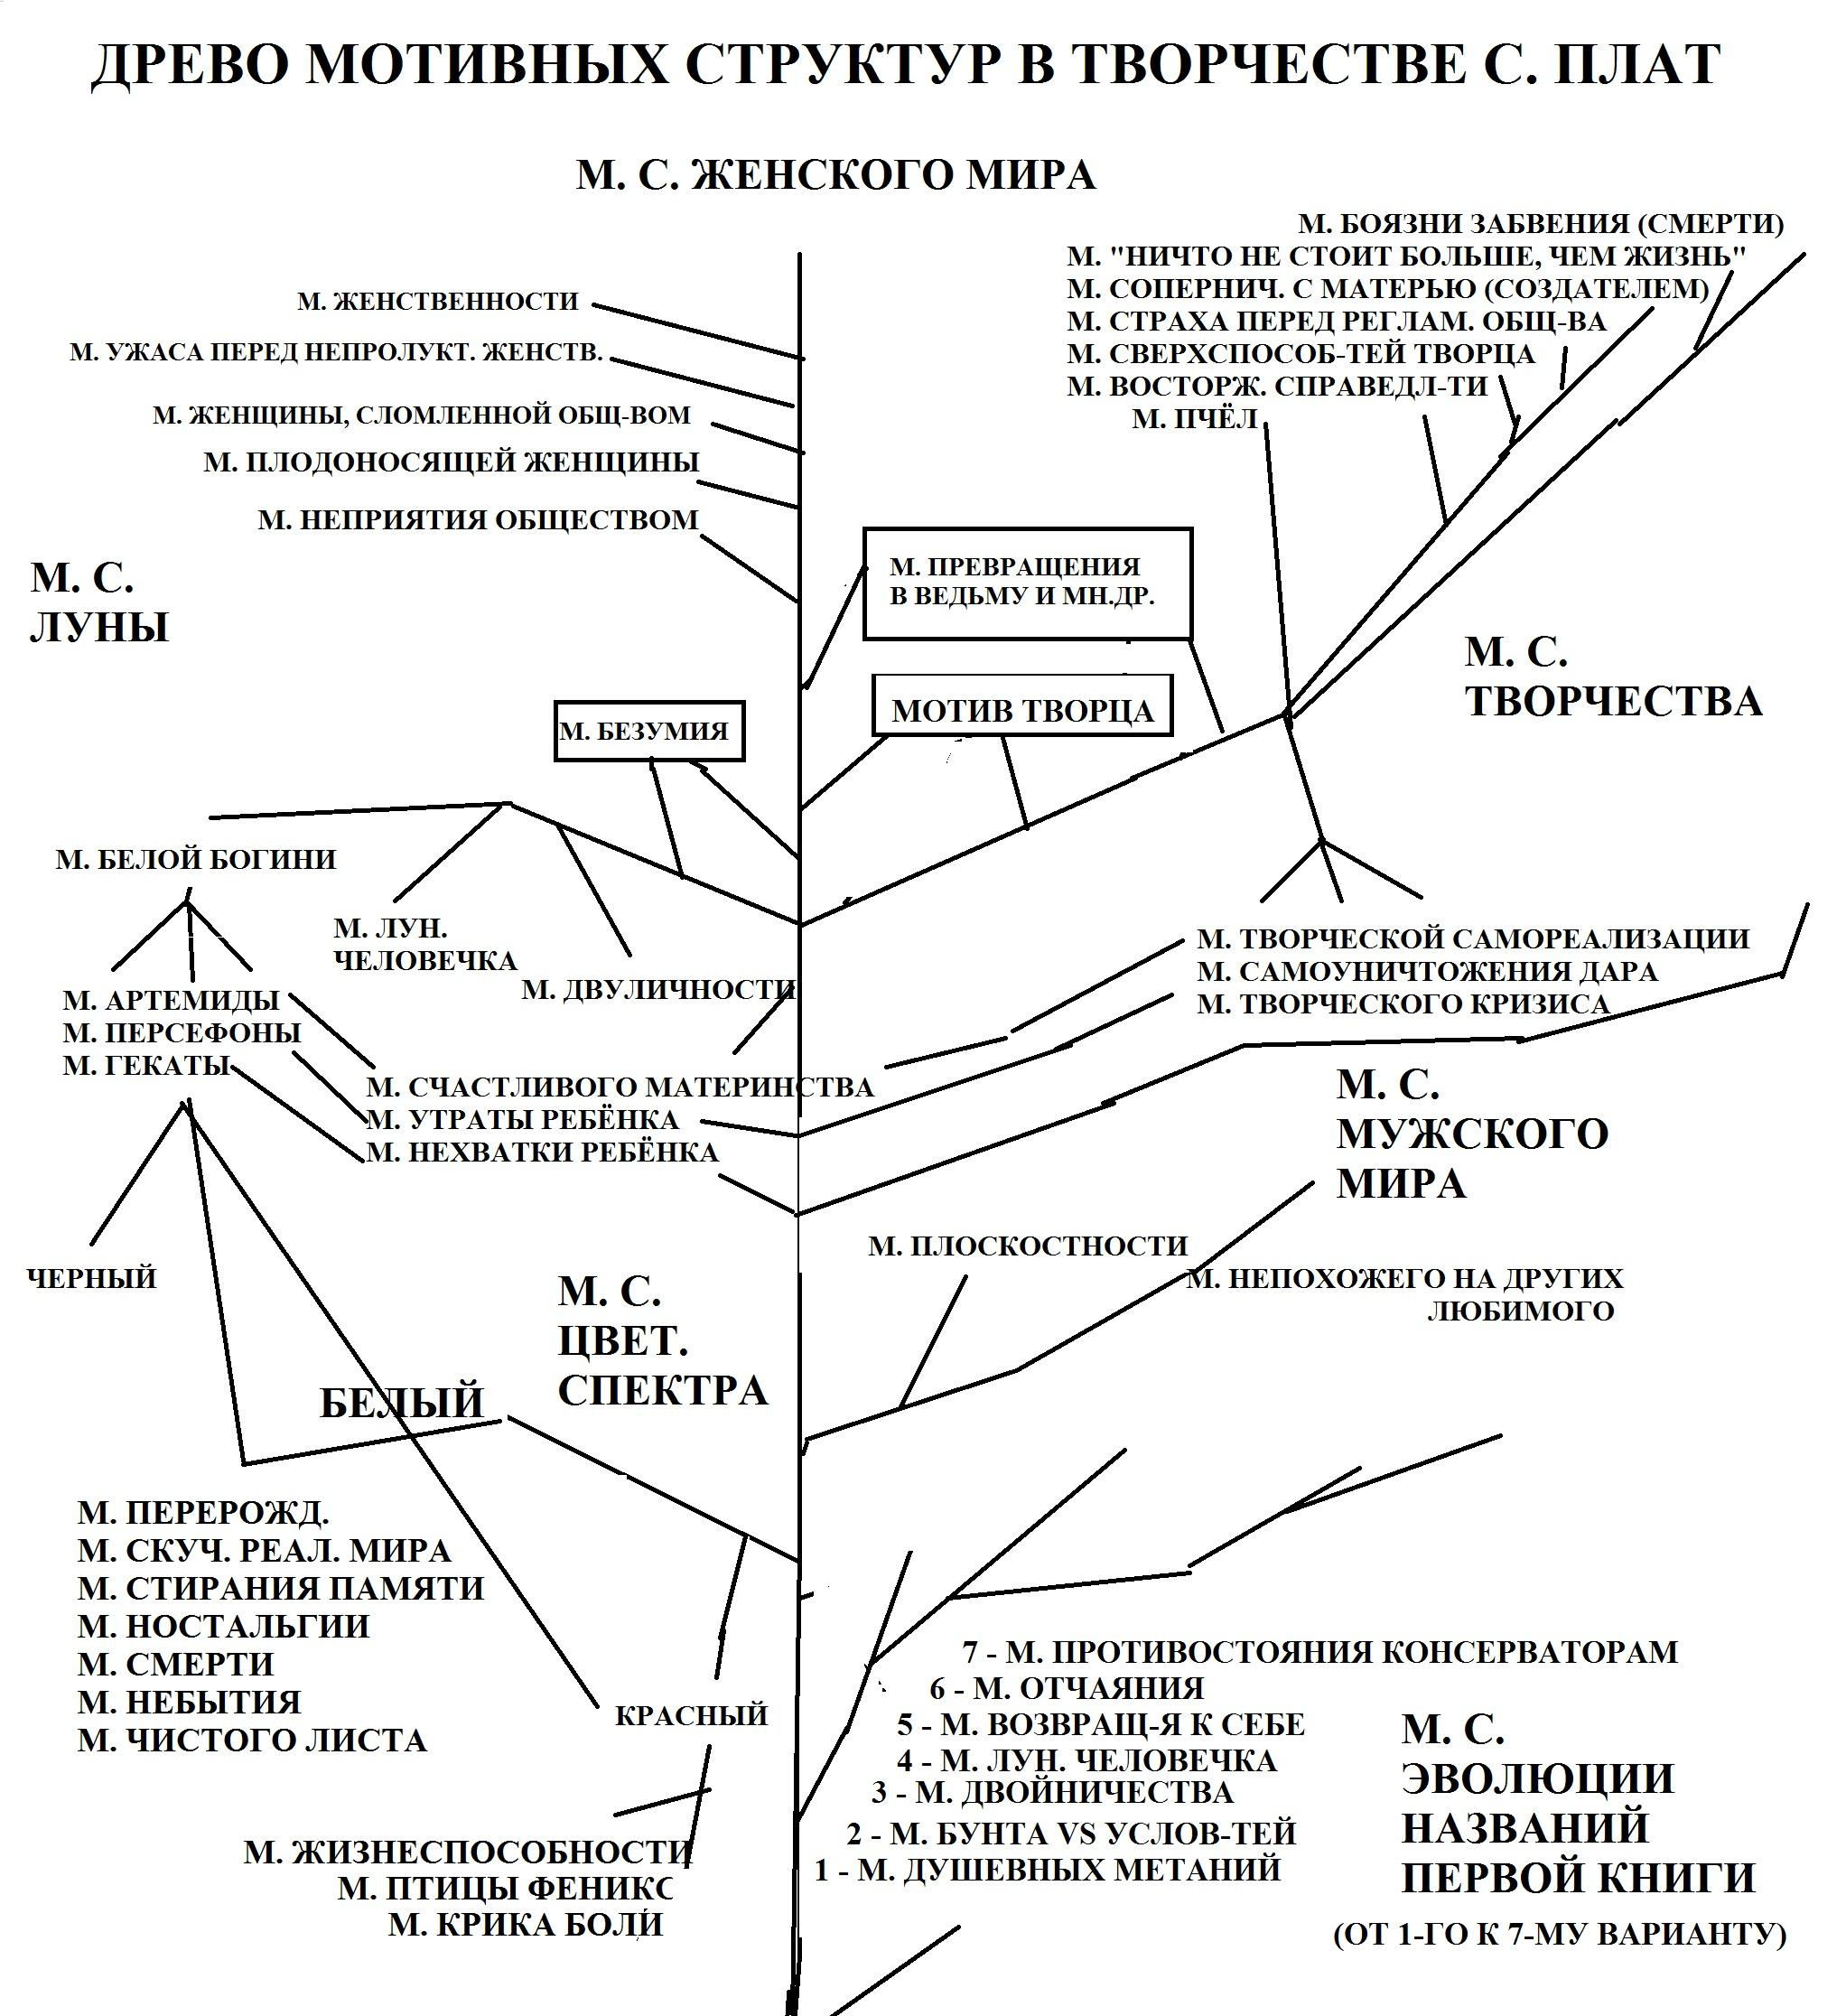 ДРЕВО МОТИВНЫХ СТРУКТУР В ТВОРЧЕСТВЕ С. ПЛАТ
М. С. ЖЕНСКОГО МИРА
М. ЖЕНСТВЕННОСТИ
М. УЖАСА ПЕРЕД НЕПРОЛУКТ. ЖЕНСТВ.
М. ЖЕНЩИНЫ, СЛОМЛЕННОЙ ОБЩ-ВОМ
М. ПЛОДОНОСЯЩЕЙ ЖЕНЩИНЫ
М. НЕПРИЯТИЯ ОБЩЕСТВОМ
М. БОЯЗНИ ЗАБВЕНИЯ (СМЕРТИ)
М. "НИЧТО НЕ СТОИТ БОЛЬШЕ, ЧЕМ ЖИЗНЬ"
М. СОПЕРНИЧ. С МАТЕРЬЮ (СОЗДАТЕЛЕМ)
М. СТРАХА ПЕРЕД РЕГЛАМ. ОБЩ-ВА
М. СВЕРХСПОСОБ-ТЕЙ ТВОРЦА
М. ВОСТОРЖ. СПРАВЕДЛ-ТИ
М. ПЧЁЛ
М. С.
ЛУНЫ
М. ПРЕВРАЩЕНИЯ
В ВЕДЬМУ И МН.ДР.
МОТИВ ТВОРЦА
М. БЕЗУМИЯ
М. С.
ТВОРЧЕСТВА
М. БЕЛОЙ БОГИНИ
М. ЛУН.
ЧЕЛОВЕЧКА
М. ДВУЛИЧНОСТИ
М. АРТЕМИДЫ
М. ПЕРСЕФОНЫ
М. ГЕКАТЫ
М. СЧАСТЛИВОГО МАТЕРИНСТВА
М. УТРАТЫ РЕБЁНКА
М. НЕХВАТКИ РЕБЁНКА
М. ТВОРЧЕСКОЙ САМОРЕАЛИЗАЦИИ
М. САМОУНИЧТОЖЕНИЯ ДАРА
М. ТВОРЧЕСКОГО КРИЗИСА
М. С.
МУЖСКОГО
МИРА
М. ПЛОСКОСТНОСТИ
М. НЕПОХОЖЕГО НА ДРУГИХ
ЛЮБИМОГО
ЧЕРНЫЙ
М. С.
ЦВЕТ.
СПЕКТРА
БЕЛЫЙ
М. ПЕРЕРОЖД.
М. СКУЧ. РЕАЛ. МИРА
М. СТИРАНИЯ ПАМЯТИ
М. НОСТАЛЬГИИ
М. СМЕРТИ
М. НЕБЫТИЯ
М. ЧИСТОГО ЛИСТА
КРАСНЫЙ
М. ЖИЗНЕСПОСОБНОСТИ
М. ПТИЦЫ ФЕНИКС
М. КРИКА БОЛИ
7 - М. ПРОТИВОСТОЯНИЯ КОНСЕРВАТОРАМ
6 - М. ОТЧАЯНИЯ
5 - М. ВОЗВРАЩ-Я К СЕБЕ
4 - М. ЛУН. ЧЕЛОВЕЧКА
3 - М. ДВОЙНИЧЕСТВА
2 - М. БУНТА VS УСЛОВ-ТЕЙ
1 - М. ДУШЕВНЫХ МЕТАНИЙ
М. С.
ЭВОЛЮЦИИ
НАЗВАНИЙ
ПЕРВОЙ КНИГИ
(ОТ 1-ГО К 7-МУ ВАРИАНТУ)